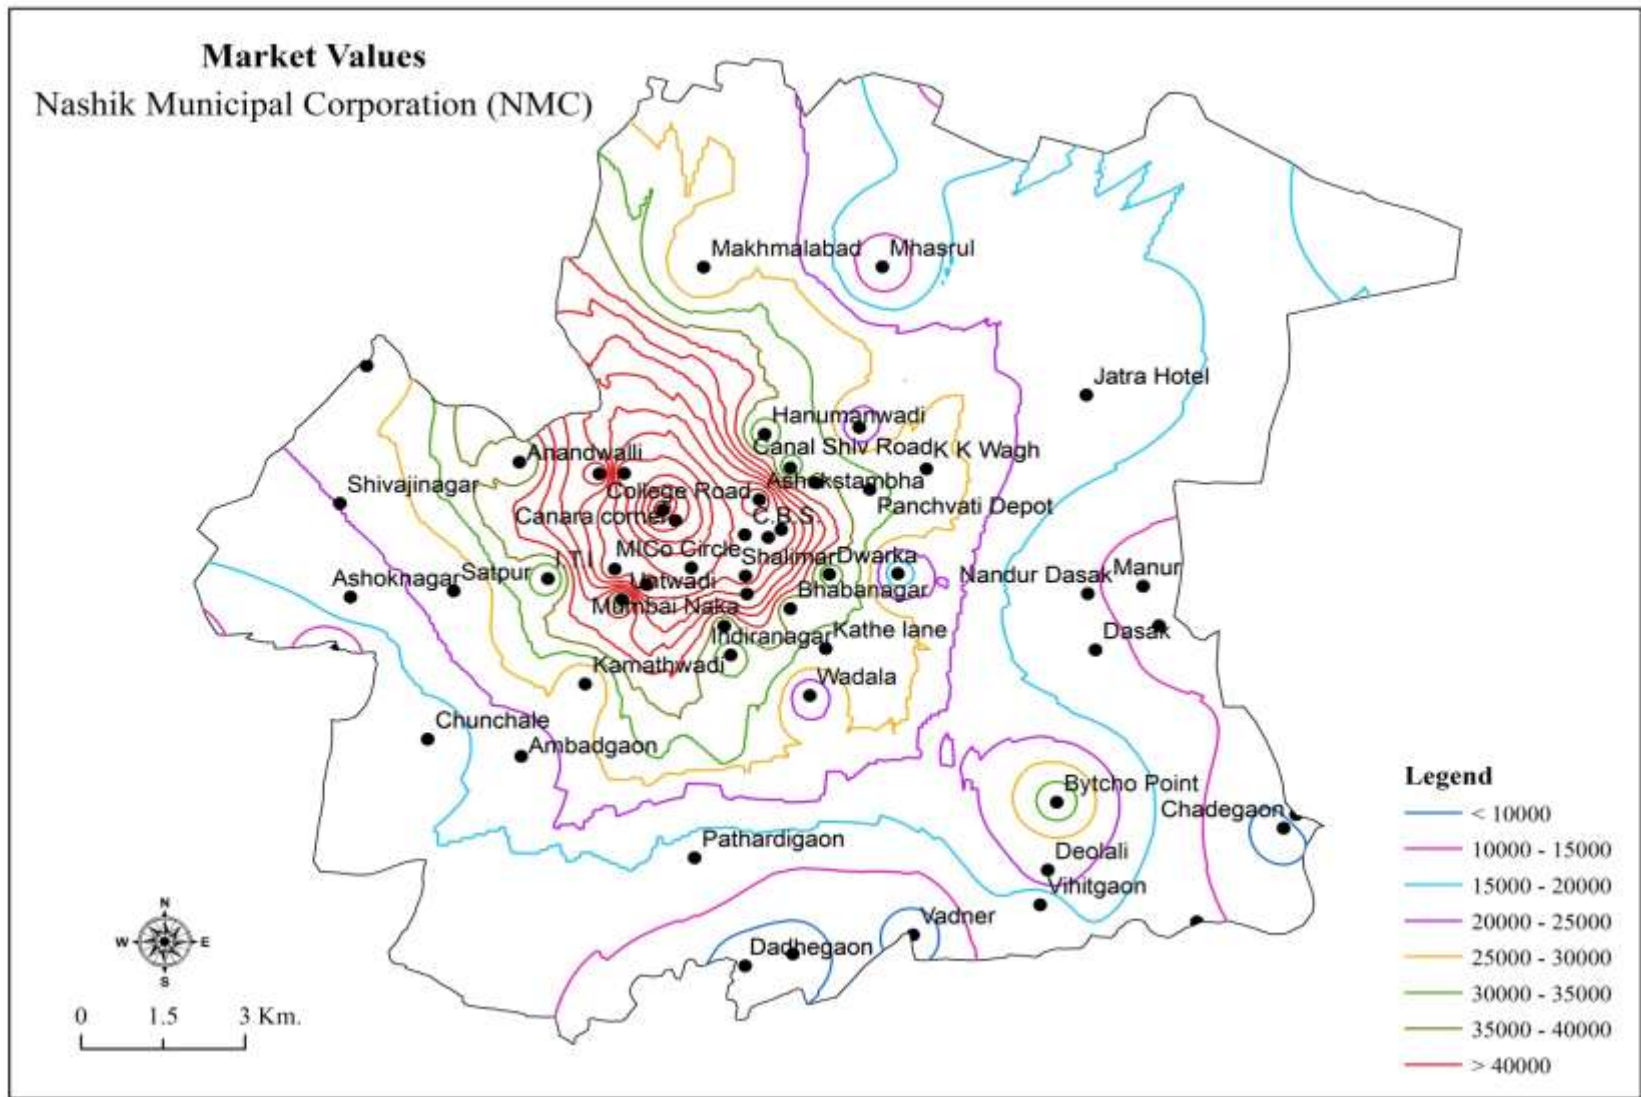 Market Values
Nashik Municipal Corporation (NMC)
Makhmalabad
Mhasrul
Jatra Hotel
Hanumanwadi
Canal Shiv Road
K K Wagh
Anandwalli
Shivajinagar
College Road
Ashokstambha
Panchvati Depot
Canara corner
C.B.S.
I.T.I
MICo Circle
Shalimar
Dwarka
Ashoknagar
Satpur
Untwadi
Bhabanagar
Nandur Dasak
Manur
Mumbai Naka
Indiranagar
Kathe lane
Dasak
Kamathwadi
Wadala
Chunchale
Ambadgaon
Bytcho Point
Chadegaon
Pathardigaon
Deolali
Vihitgaon
Vadner
Dadhegaon
N
W
E
S
0 1.5 3 Km.
Legend
< 10000
10000 - 15000
15000 - 20000
20000 - 25000
25000 - 30000
30000 - 35000
35000 - 40000
> 40000